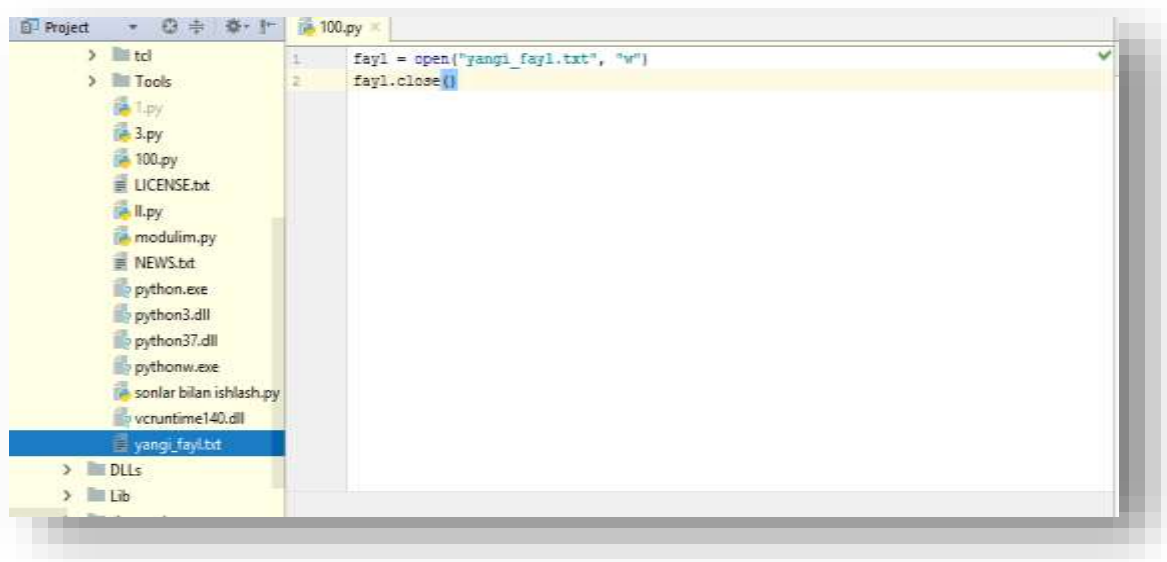 Project
100.py
tcl
Tools
1.py
3.py
100.py
LICENSE.txt
ll.py
modulim.py
NEWS.txt
python.exe
python3.dll
python37.dll
pythonw.exe
sonlar bilan ishlash.py
vcruntime140.dll
yangi_fayl.txt
DLLs
Lib
1 fayl = open("yangi_fayl.txt", "w")
2 fayl.close()